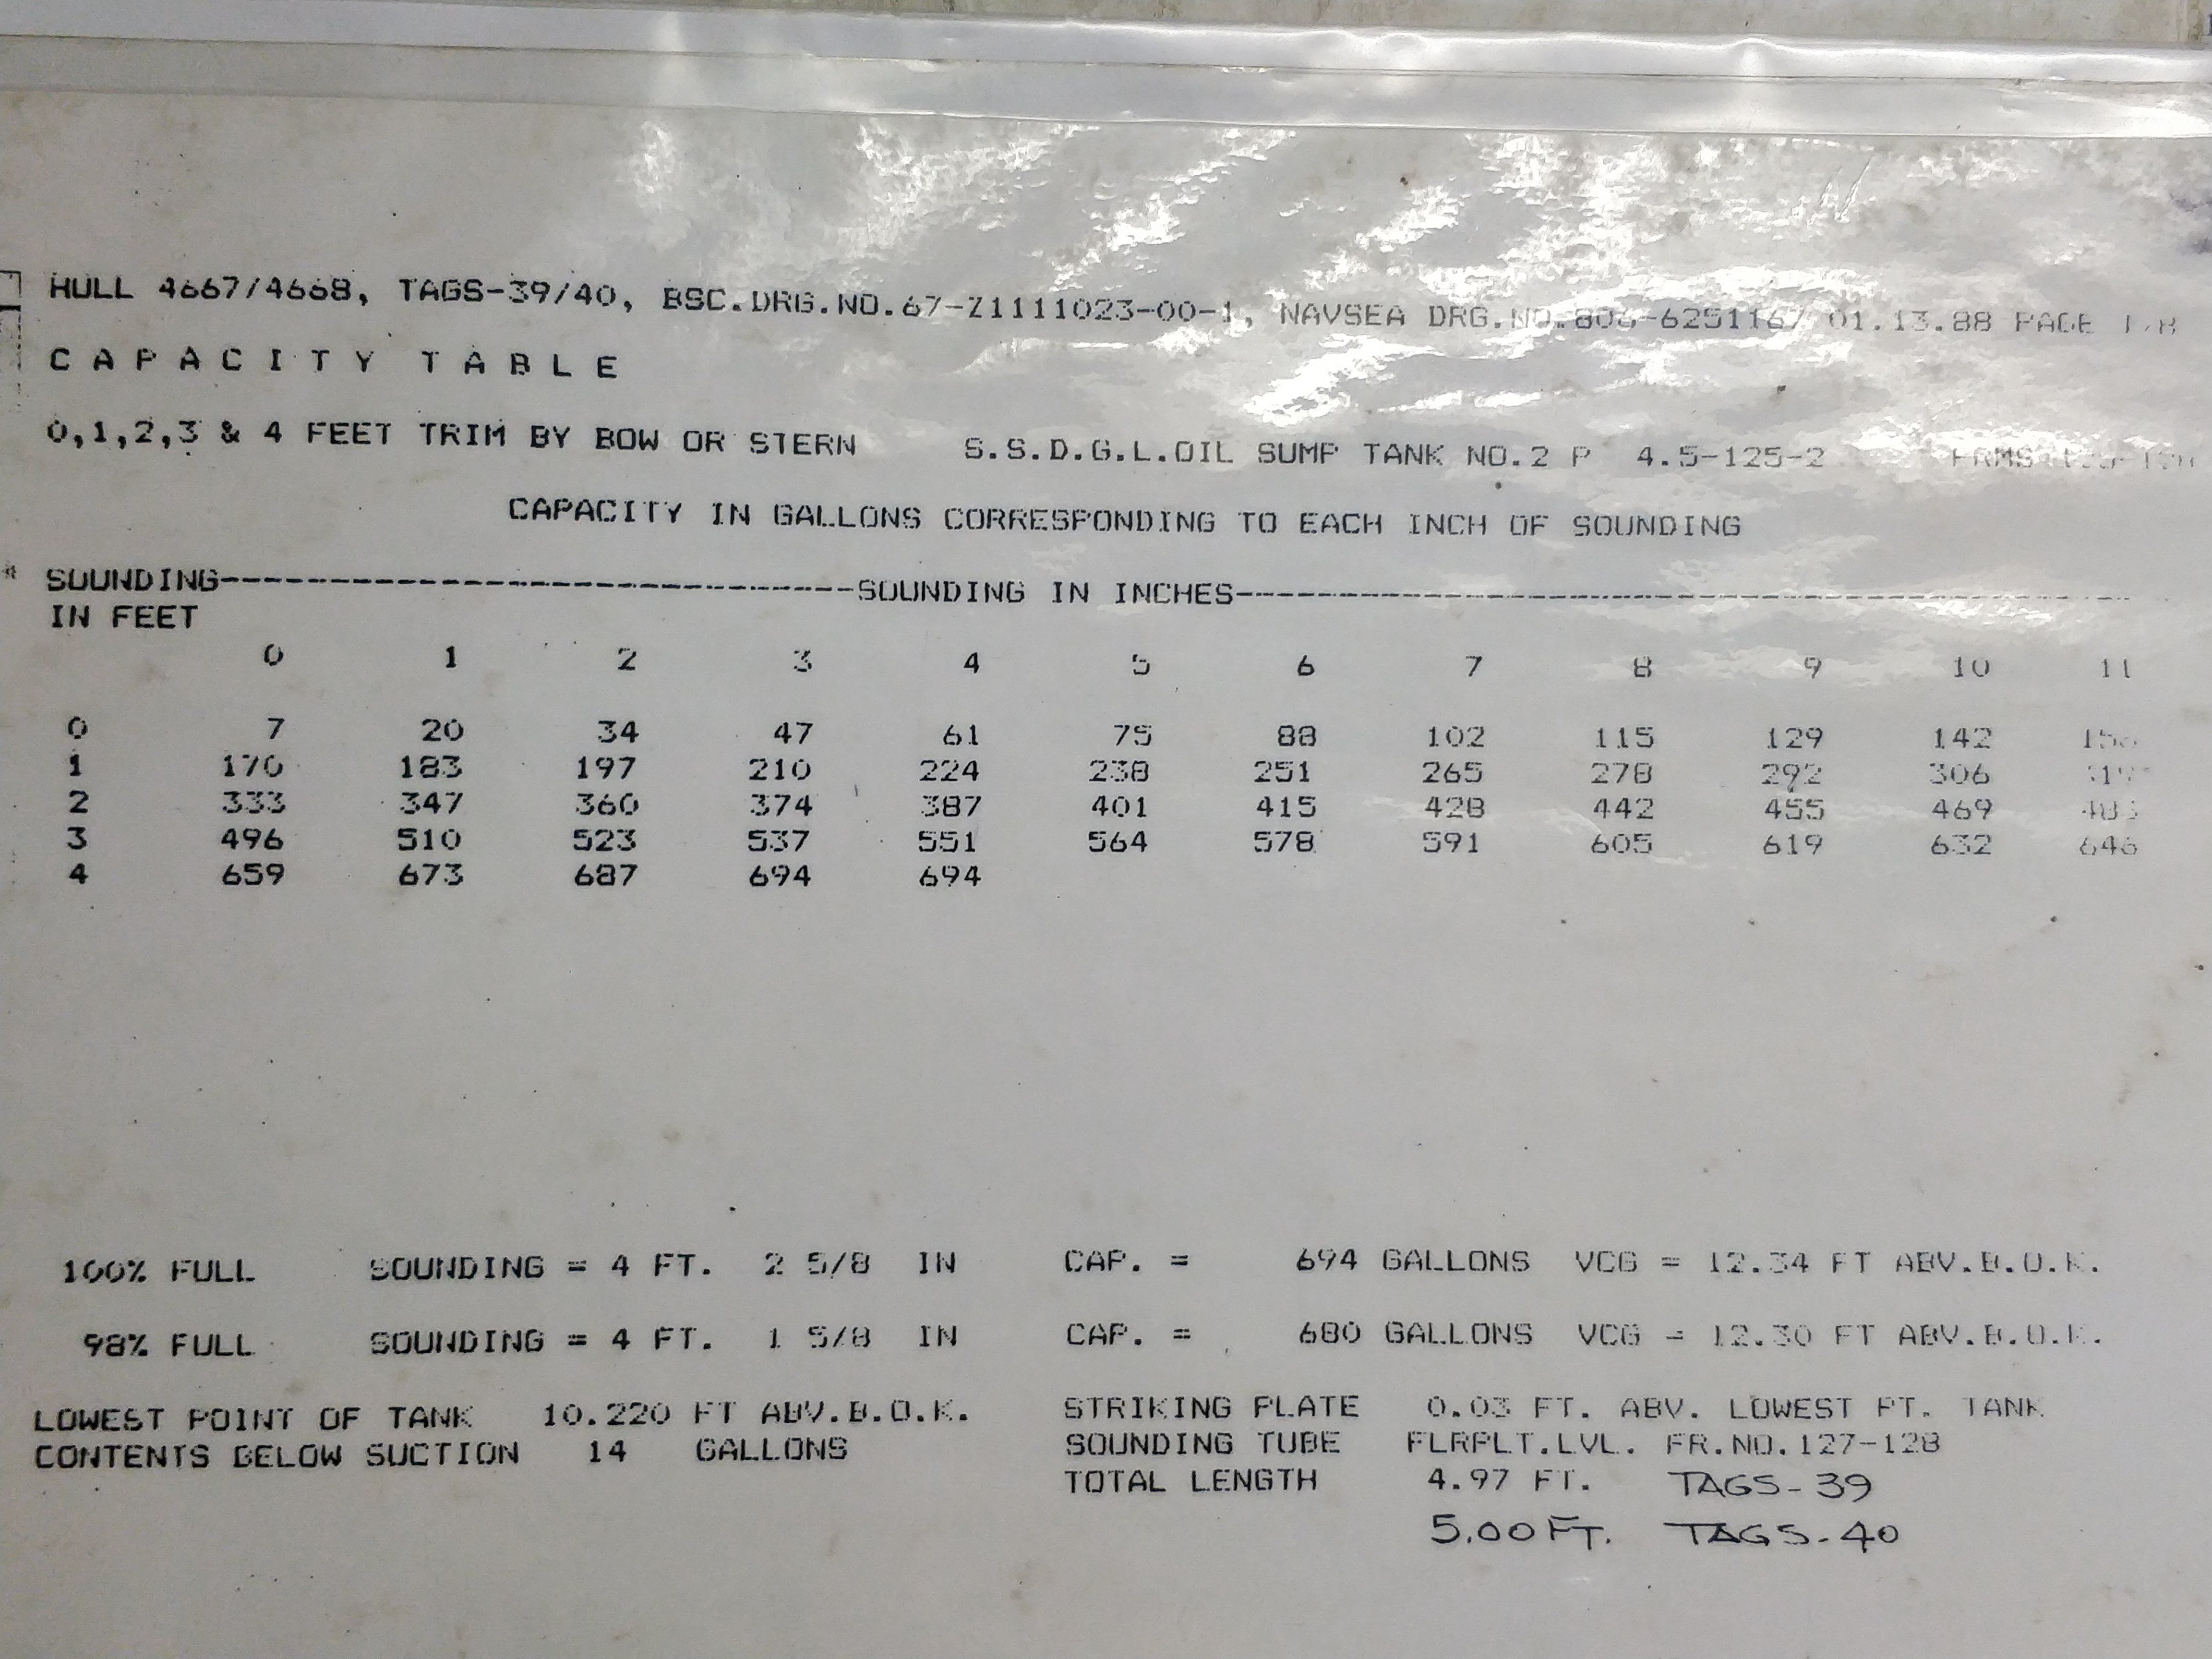 HULL 4667/4668, TAGS-39/40, BSC.DRG.NO.67-Z1111023-00-1, NAVSEA DRG.NO.802-6251167 01.13.88 PAGE
C A P A C I T Y T A B L E
0,1,2,3 & 4 FEET TRIM BY BOW OR STERN S.S.D.G.L.OIL SUMP TANK NO.2 P 4.5-125-2
CAPACITY IN GALLONS CORRESPONDING TO EACH INCH OF SOUNDING
SOUNDING----------SOUNDING IN INCHES----------
IN FEET
0 1 2 3 4 5 6 7 8 9 10 11
0 7 20 34 47 61 75 88 102 115 129 142
1 170 183 197 210 224 238 251 265 278 292 306
2 333 347 360 374 387 401 415 428 442 455 469
3 496 510 523 537 551 564 578 591 605 619 632 646
4 659 673 687 694 694
100% FULL SOUNDING = 4 FT. 2 5/8 IN CAP. = 694 GALLONS VCG = 12.34 FT ABV.B.O.K.
98% FULL SOUNDING = 4 FT. 1 5/8 IN CAP. = 680 GALLONS VCG = 12.30 FT ABV.B.O.K.
LOWEST POINT OF TANK 10.220 FT ABV.B.O.K. STRIKING PLATE 0.03 FT. ABV. LOWEST PT. TANK
CONTENTS BELOW SUCTION 14 GALLONS SOUNDING TUBE FLRPLT.LVL. FR.NO.127-128
TOTAL LENGTH 4.97 FT. TAGS-39
5.00 FT. TAGS-40